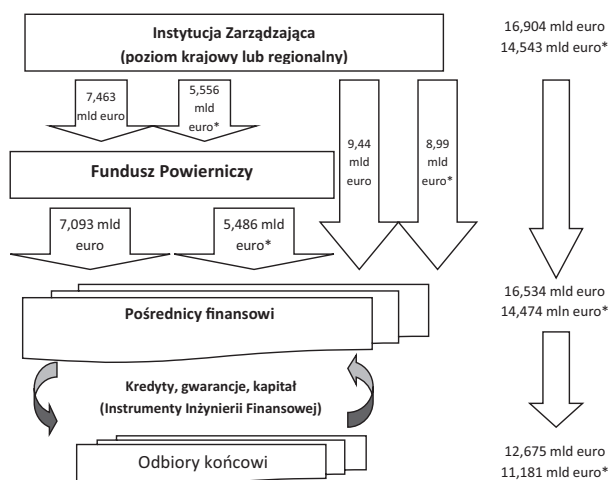 Instytucja Zarządzająca
(poziom krajowy lub regionalny)
16,904 mld euro
14,543 mld euro*
7,463
mld euro
5,556
mld
euro*
9,44
mld
euro
8,99
mld
euro*
Fundusz Powierniczy
7,093 mld
euro
5,486 mld
euro*
16,534 mld euro
14,474 mln euro*
Pośrednicy finansowi
Kredyty, gwarancje, kapitał
(Instrumenty Inżynierii Finansowej)
Odbiory końcowi
12,675 mld euro
11,181 mld euro*